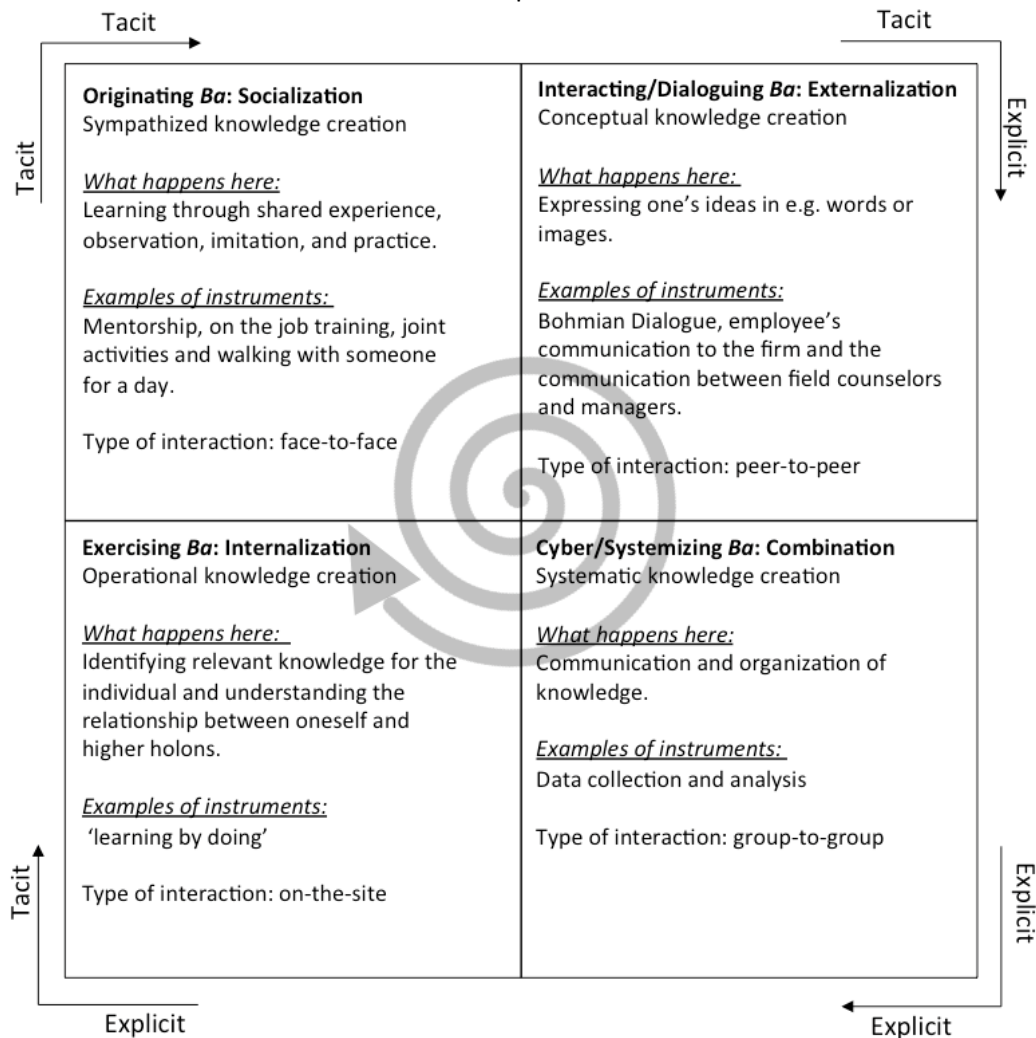 Tacit
Tacit
Tacit
Explicit
Originating Ba: Socialization
Sympathized knowledge creation
What happens here:
Learning through shared experience,
observation, imitation, and practice.
Examples of instruments:
Mentorship, on the job training, joint
activities and walking with someone
for a day.
Type of interaction: face-to-face
Interacting/Dialoguing Ba: Externalization
Conceptual knowledge creation
What happens here:
Expressing one’s ideas in e.g. words or
images.
Examples of instruments:
Bohmian Dialogue, employee’s
communication to the firm and the
communication between field counselors
and managers.
Type of interaction: peer-to-peer
Exercising Ba: Internalization
Operational knowledge creation
What happens here:
Identifying relevant knowledge for the
individual and understanding the
relationship between oneself and
higher holons.
Examples of instruments:
‘learning by doing’
Type of interaction: on-the-site
Cyber/Systemizing Ba: Combination
Systematic knowledge creation
What happens here:
Communication and organization of
knowledge.
Examples of instruments:
Data collection and analysis
Type of interaction: group-to-group
Tacit
Explicit
Explicit
Explicit